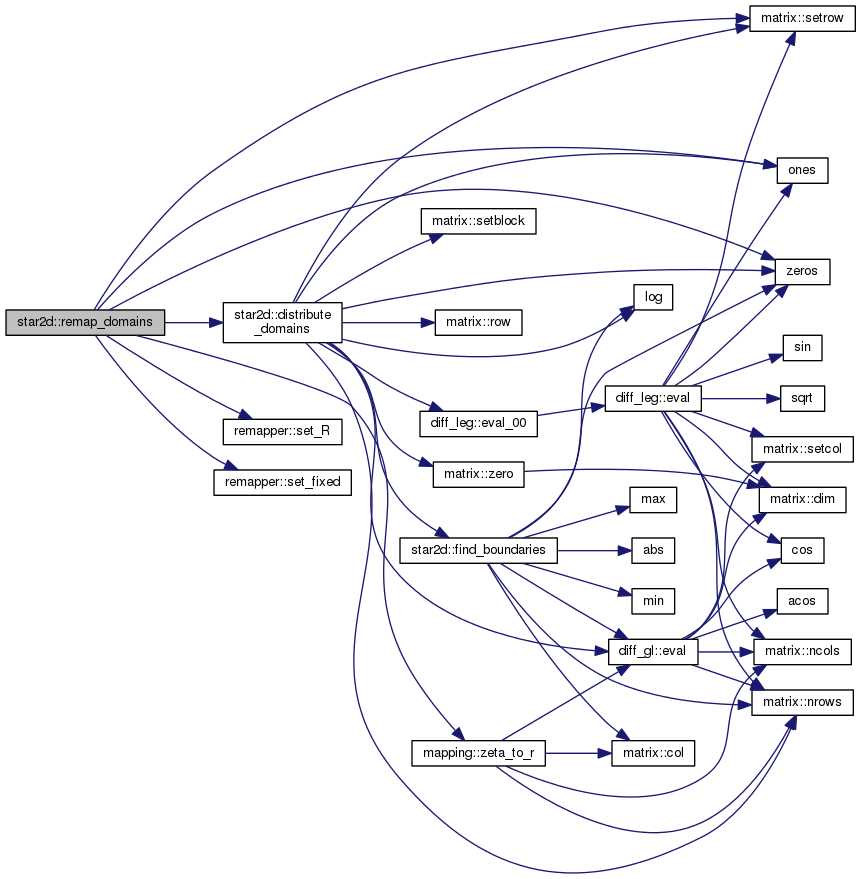 matrix::setrow
ones
matrix::setblock
zeros
log
star2d::remap_domains
star2d::distribute
_domains
matrix::row
sin
diff_leg::eval
sqrt
diff_leg::eval_00
remapper::set_R
matrix::setcol
matrix::zero
remapper::set_fixed
max
matrix::dim
star2d::find_boundaries
abs
cos
min
acos
diff_gl::eval
matrix::ncols
matrix::nrows
mapping::zeta_to_r
matrix::col